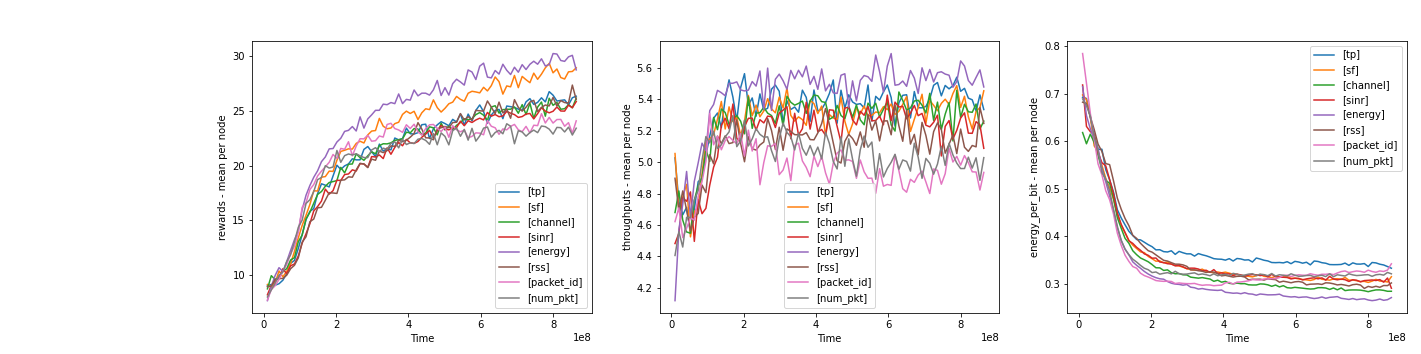 rewards - mean per node
30
25
20
15
10
0
2
4
6
8
1e8
Time
[tp]
[sf]
[channel]
[sinr]
[energy]
[rss]
[packet_id]
[num_pkt]
throughputs - mean per node
5.6
5.4
5.2
5.0
4.8
4.6
4.4
4.2
0
2
4
6
8
1e8
Time
[tp]
[sf]
[channel]
[sinr]
[energy]
[rss]
[packet_id]
[num_pkt]
energy_per_bit - mean per node
0.8
0.7
0.6
0.5
0.4
0.3
0
2
4
6
8
1e8
Time
[tp]
[sf]
[channel]
[sinr]
[energy]
[rss]
[packet_id]
[num_pkt]